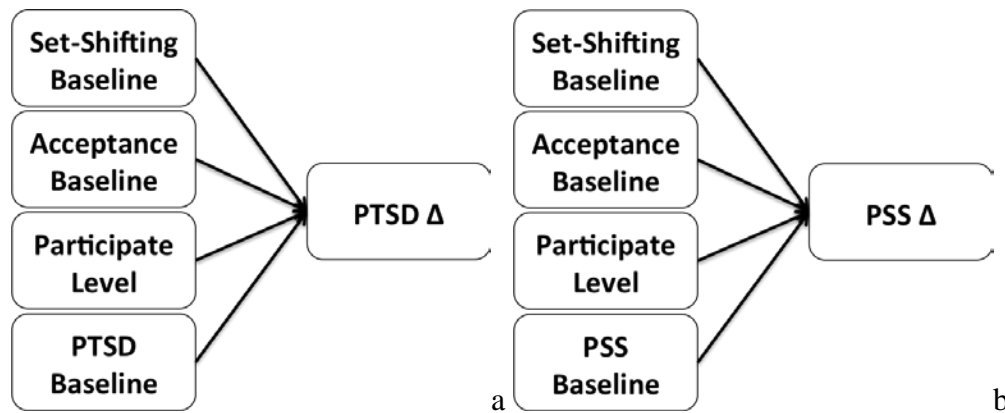 Set-Shifting
Baseline
Acceptance
Baseline
Participate
Level
PTSD
Baseline
PTSD Δ
a
Set-Shifting
Baseline
Acceptance
Baseline
Participate
Level
PSS
Baseline
PSS Δ
b